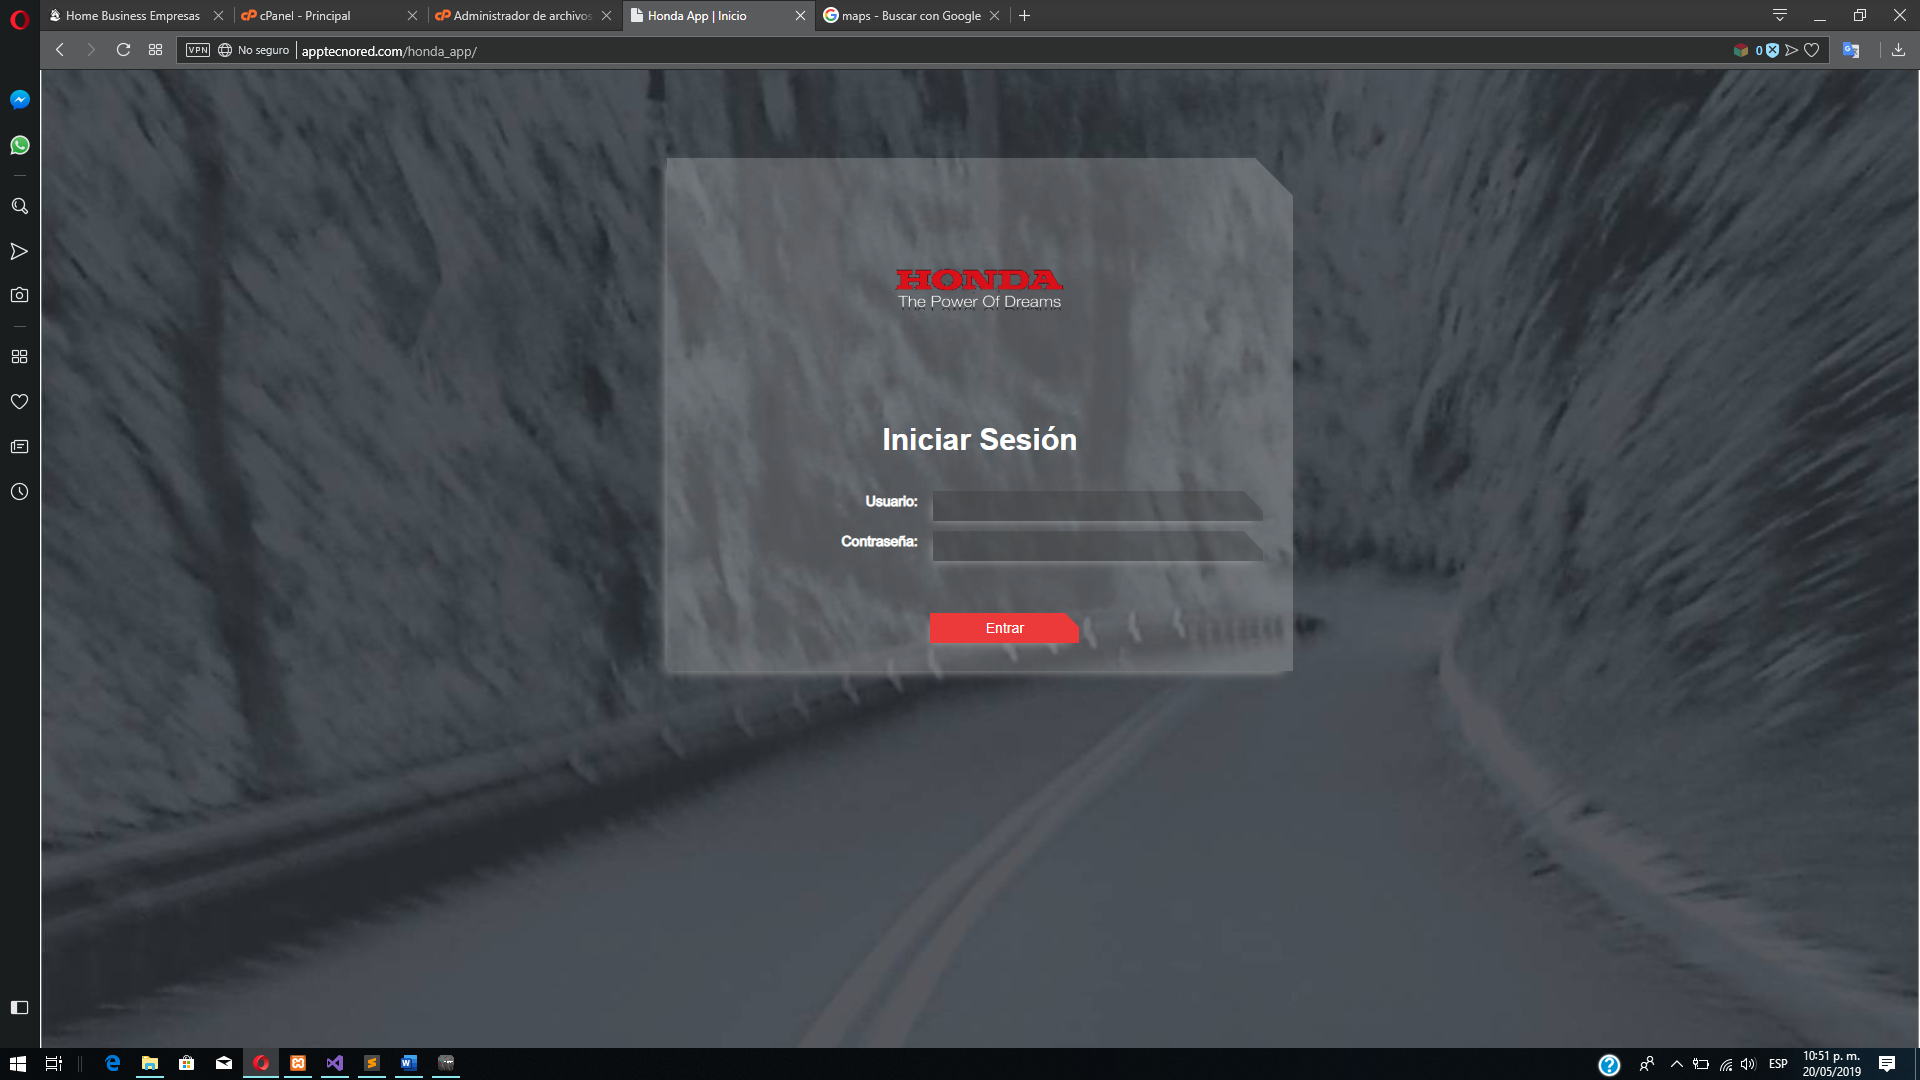 Home Business Empresas
cPanel - Principal
Administrador de archivos
Honda App | Inicio
maps - Buscar con Google
VPN
No seguro
apptecnored.com/honda_app/
0
HONDA
The Power Of Dreams
Iniciar Sesión
Usuario:
Contraseña:
Entrar
ESP
10:51 p. m.
20/05/2019